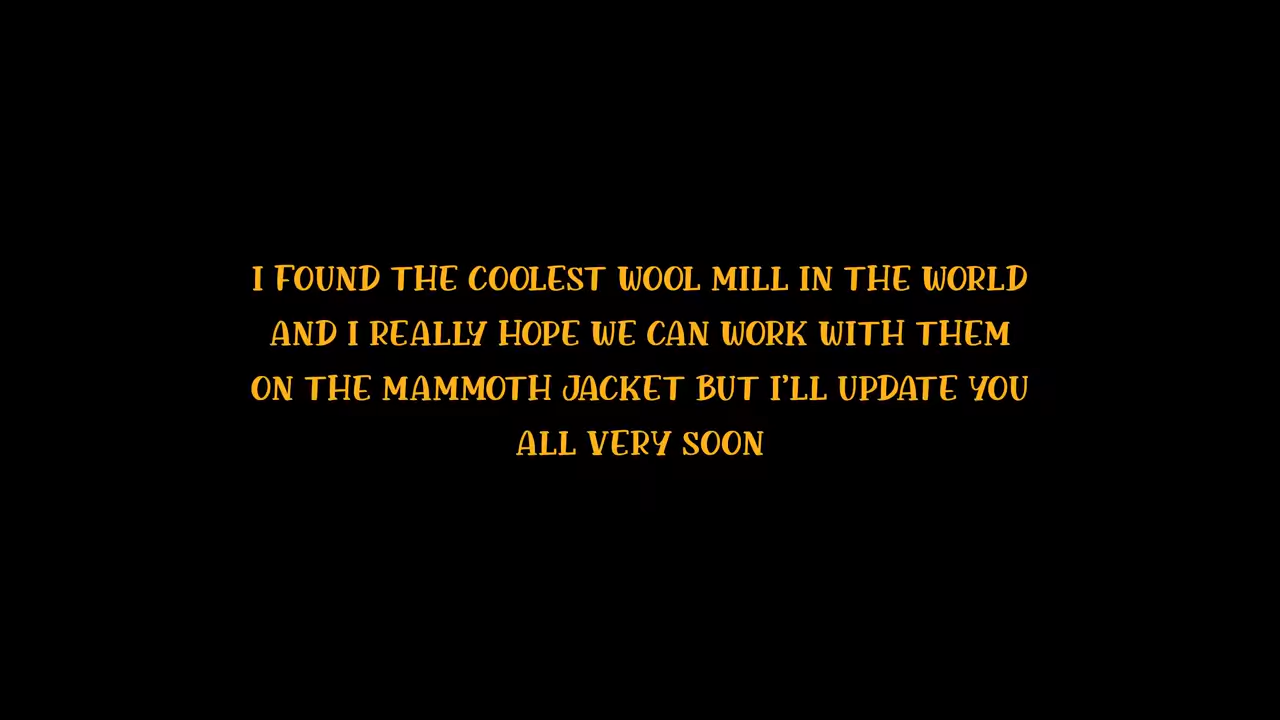 I FOUND THE COOLEST WOOL MILL IN THE WORLD
AND I REALLY HOPE WE CAN WORK WITH THEM
ON THE MAMMOTH JACKET BUT I'LL UPDATE YOU
ALL VERY SOON